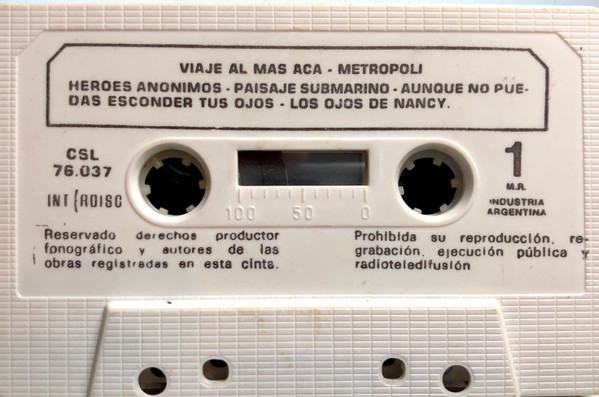 VIAJE AL MAS ACA - METROPOLI
HEROES ANONIMOS - PAISAJE SUBMARINO - AUNQUE NO PUE-
DAS ESCONDER TUS OJOS - LOS OJOS DE NANCY.
CSL
76.037
INTERDISC
1
M.R.
INDUSTRIA
ARGENTINA
100 50 0
Reservado derechos productor
fonográfico y autores de las
obras registradas en esta cinta.
Prohibida su reproducción, re-
grabación, ejecución pública y
radioteledifusión